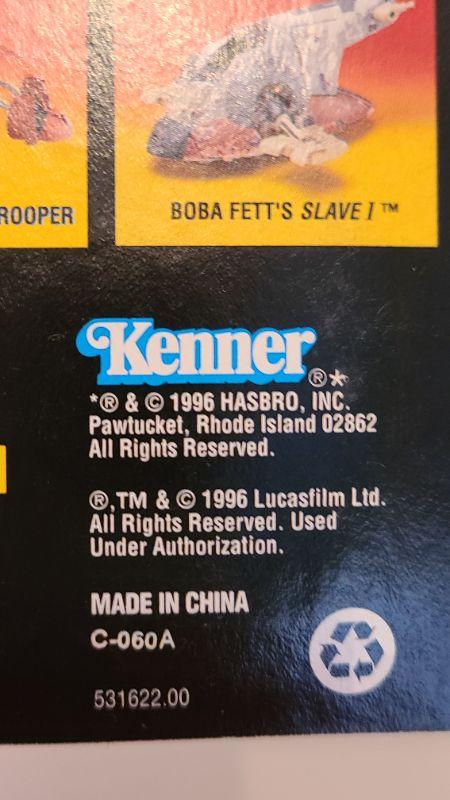 ROOPER
BOBA FETT'S SLAVE I ™
Kenner®*
*® & © 1996 HASBRO, INC.
Pawtucket, Rhode Island 02862
All Rights Reserved.
®,TM & © 1996 Lucasfilm Ltd.
All Rights Reserved. Used
Under Authorization.
MADE IN CHINA
C-060A
531622.00